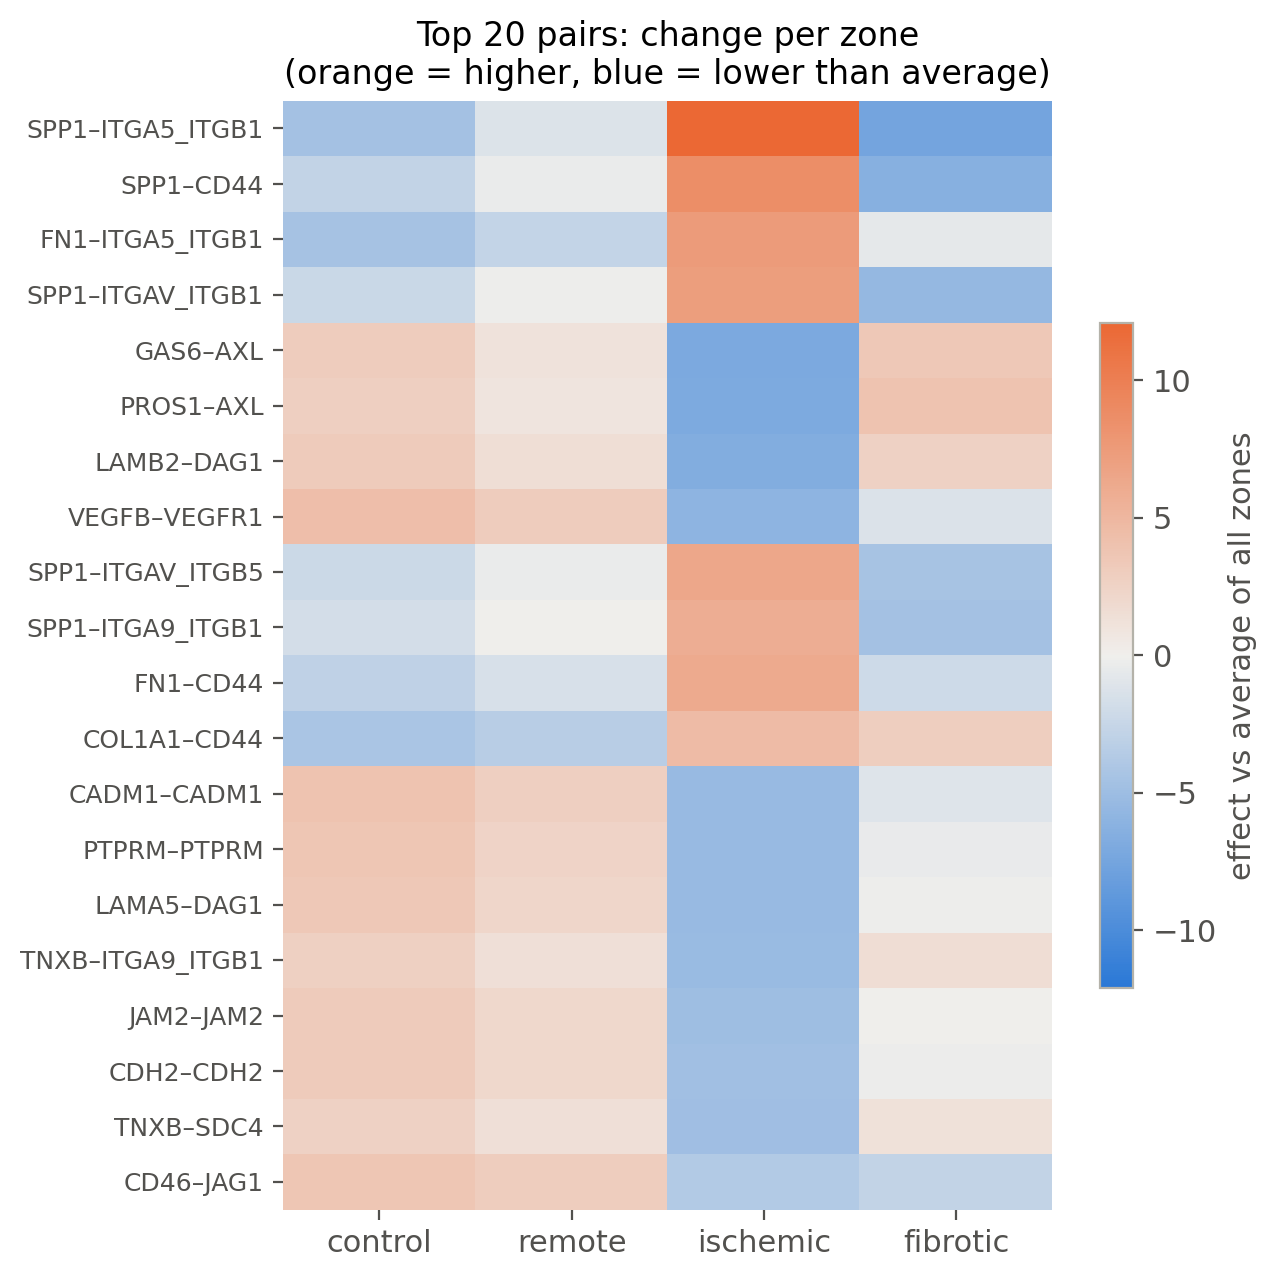 Top 20 pairs: change per zone
(orange = higher, blue = lower than average)
SPP1–ITGA5_ITGB1
SPP1–CD44
FN1–ITGA5_ITGB1
SPP1–ITGAV_ITGB1
GAS6–AXL
PROS1–AXL
LAMB2–DAG1
VEGFB–VEGFR1
SPP1–ITGAV_ITGB5
SPP1–ITGA9_ITGB1
FN1–CD44
COL1A1–CD44
CADM1–CADM1
PTPRM–PTPRM
LAMA5–DAG1
TNXB–ITGA9_ITGB1
JAM2–JAM2
CDH2–CDH2
TNXB–SDC4
CD46–JAG1
control
remote
ischemic
fibrotic
10
5
0
−5
−10
effect vs average of all zones